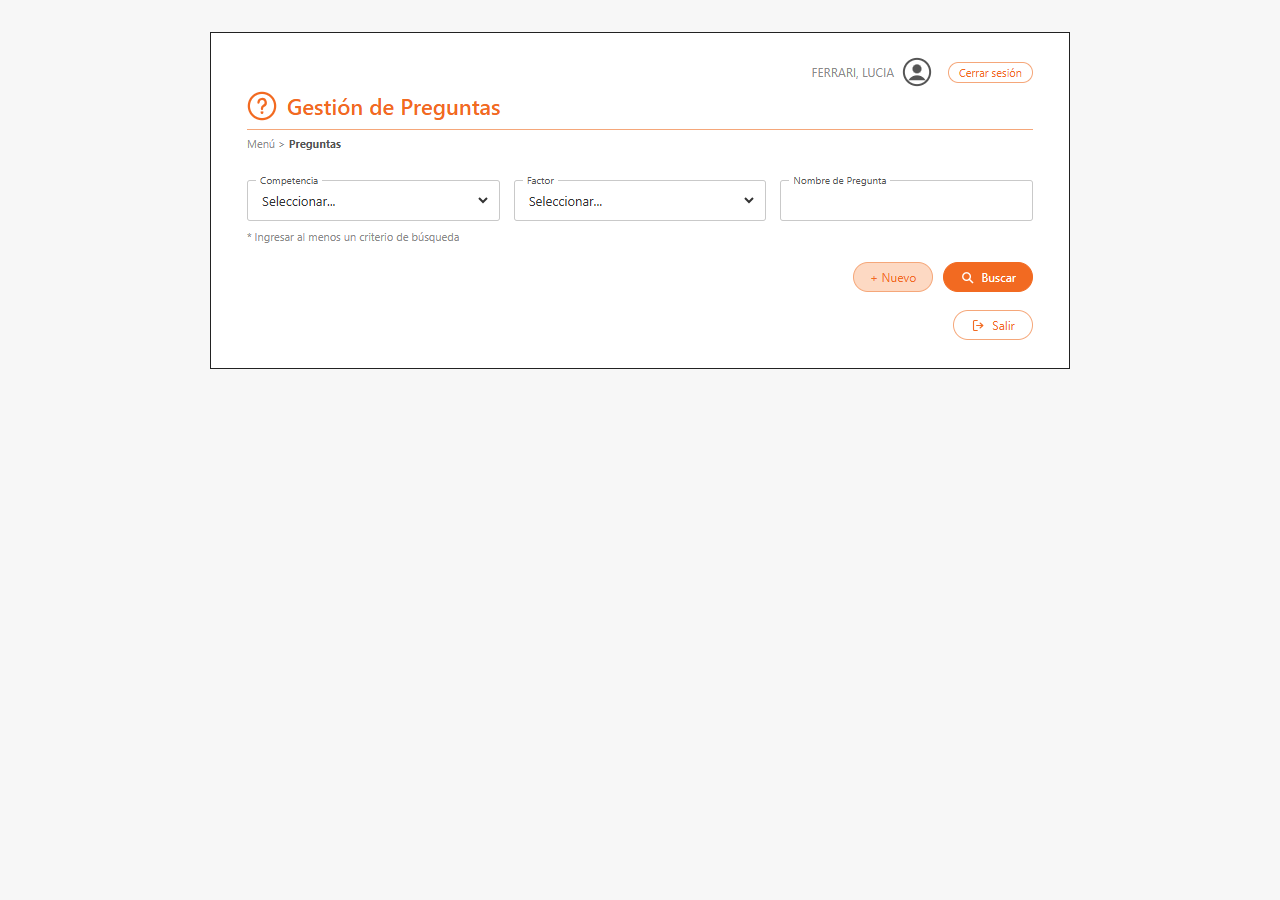 FERRARI, LUCIA
Cerrar sesión
Gestión de Preguntas
Menú > Preguntas
Competencia
Seleccionar...
Factor
Seleccionar...
Nombre de Pregunta
* Ingresar al menos un criterio de búsqueda
+ Nuevo
Buscar
Salir